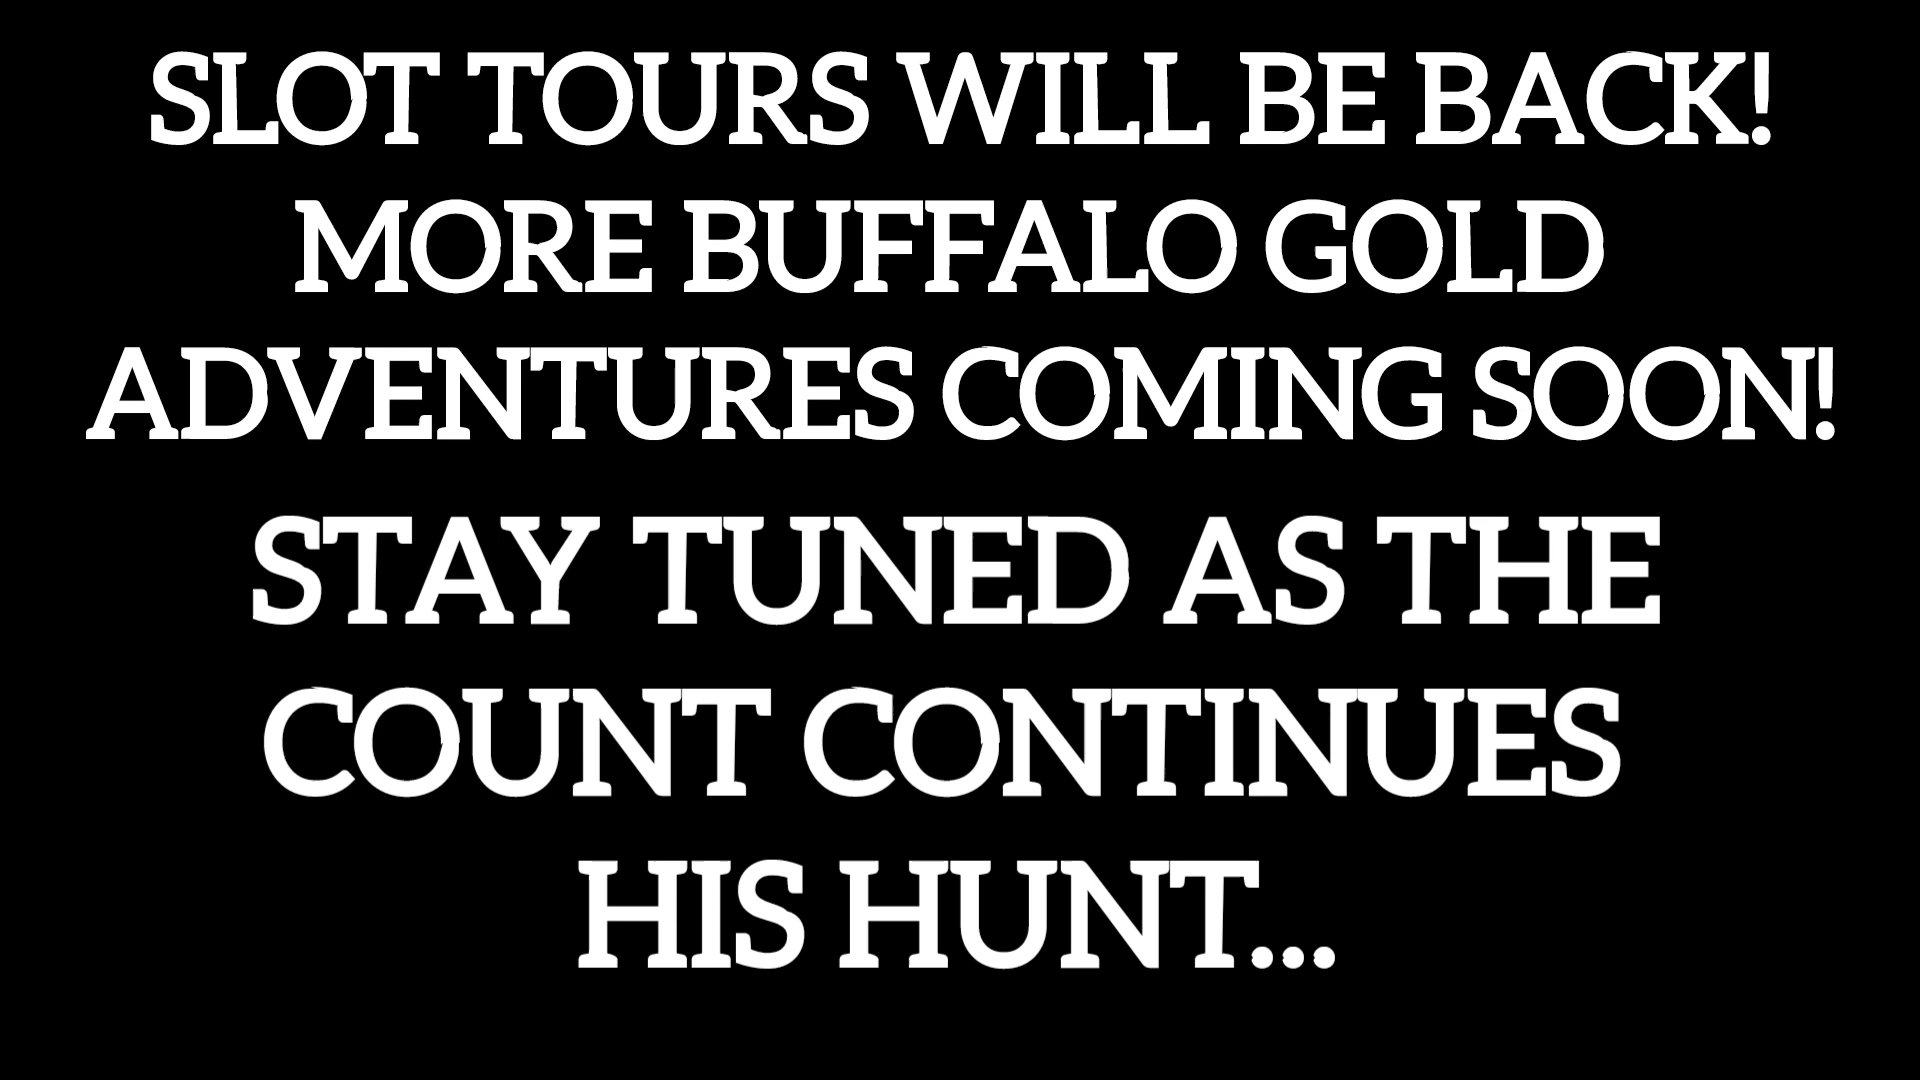 SLOT TOURS WILL BE BACK!
MORE BUFFALO GOLD
ADVENTURES COMING SOON!
STAY TUNED AS THE
COUNT CONTINUES
HIS HUNT...